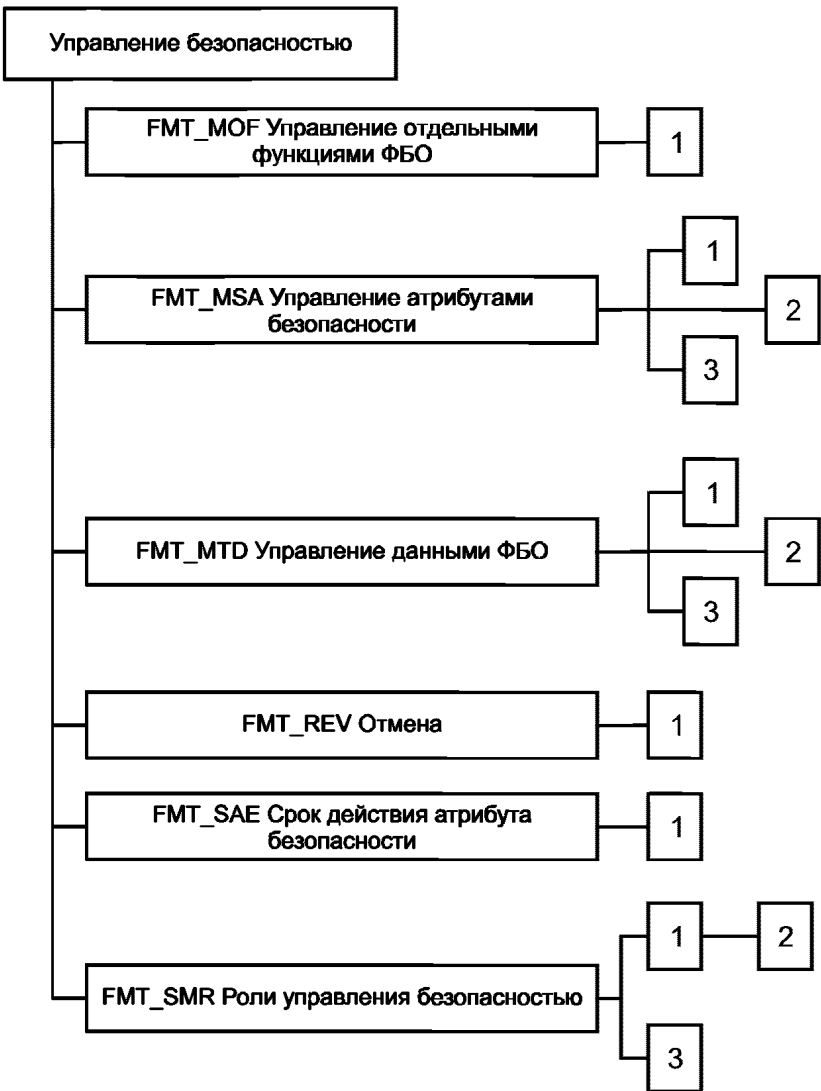 Управление безопасностью
FMT_MOF Управление отдельными
функциями ФБО
1
1
FMT_MSA Управление атрибутами
безопасности
2
3
1
FMT_MTD Управление данными ФБО
2
3
FMT_REV Отмена
1
FMT_SAE Срок действия атрибута
безопасности
1
1
2
FMT_SMR Роли управления безопасностью
3